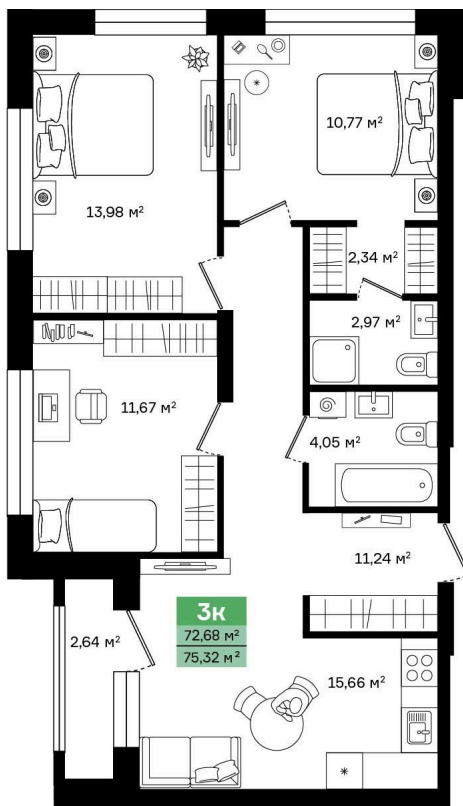 10,77 м²
13,98 м²
2,34 м²
2,97 м²
11,67 м²
4,05 м²
11,24 м²
3к
72,68 м²
75,32 м²
2,64 м²
15,66 м²